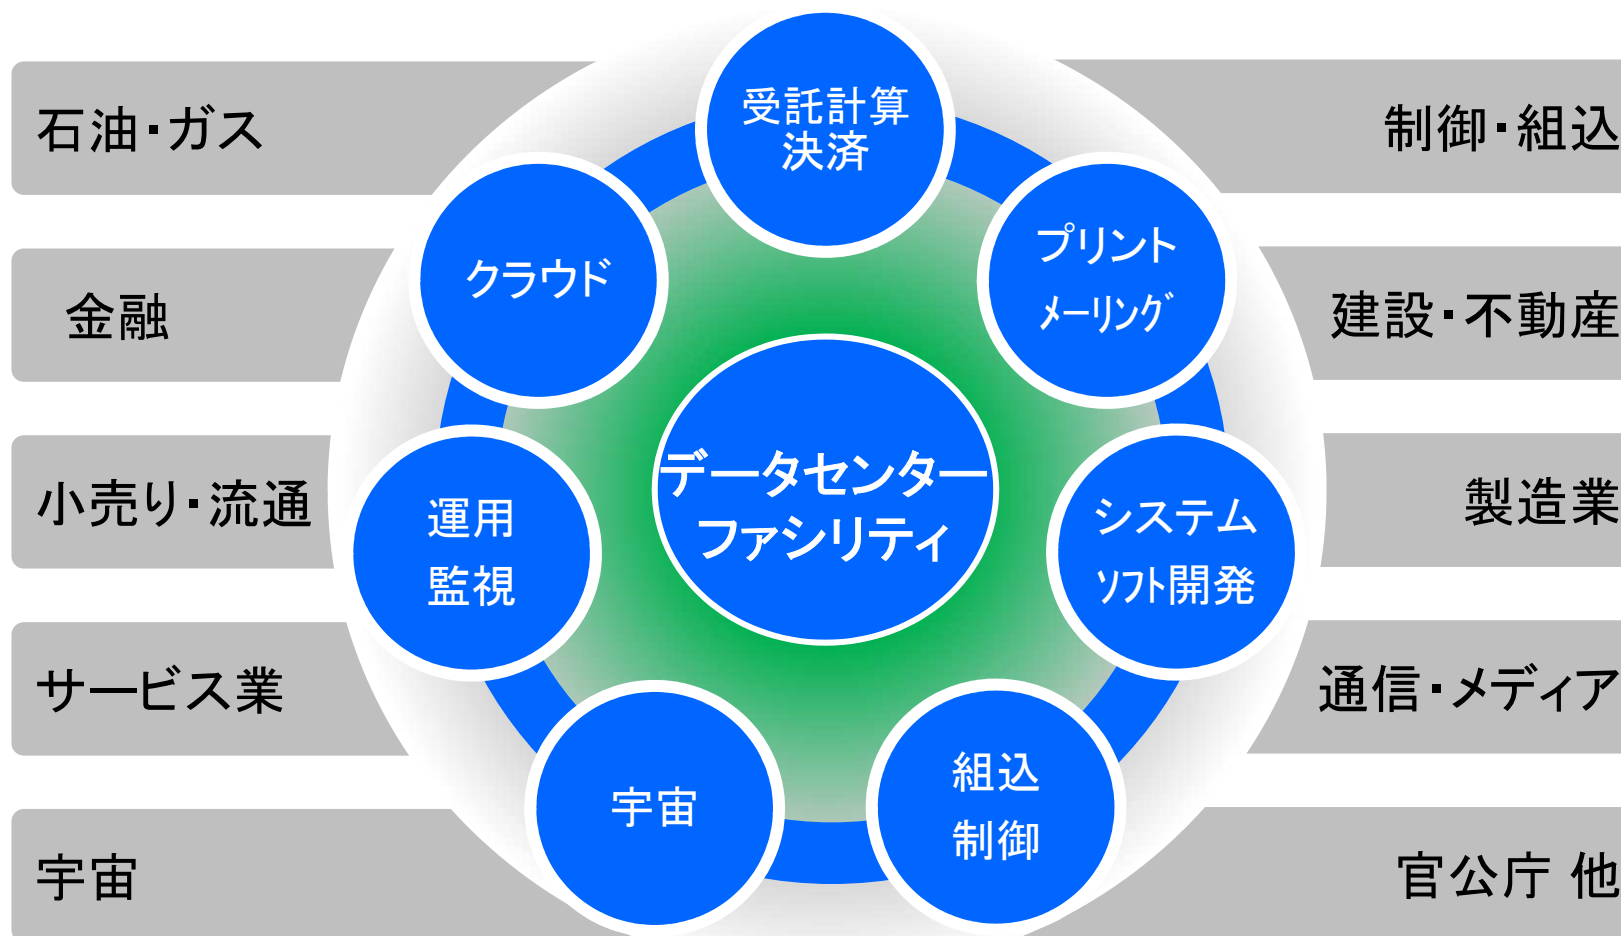 石油・ガス
金融
小売り・流通
サービス業
宇宙
受託計算
決済
クラウド
プリント
メーリング
データセンター
ファシリティ
運用
監視
システム
ソフト開発
宇宙
組込
制御
制御・組込
建設・不動産
製造業
通信・メディア
官公庁 他